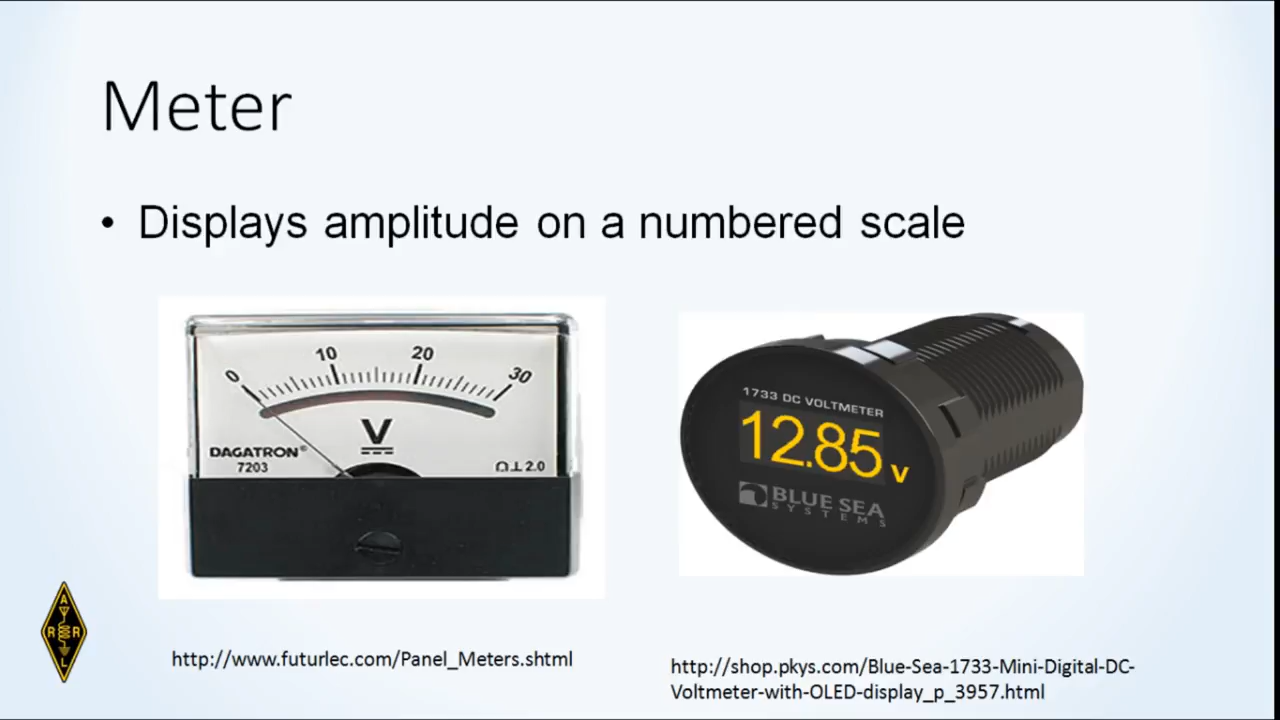 Meter
• Displays amplitude on a numbered scale
0 10 20 30
V
DAGATRON®
7203
2.0
1733 DC VOLTMETER
12.85 v
BLUE SEA
SYSTEMS
A
R R
L
http://www.futurlec.com/Panel_Meters.shtml
http://shop.pkys.com/Blue-Sea-1733-Mini-Digital-DC-
Voltmeter-with-OLED-display_p_3957.html